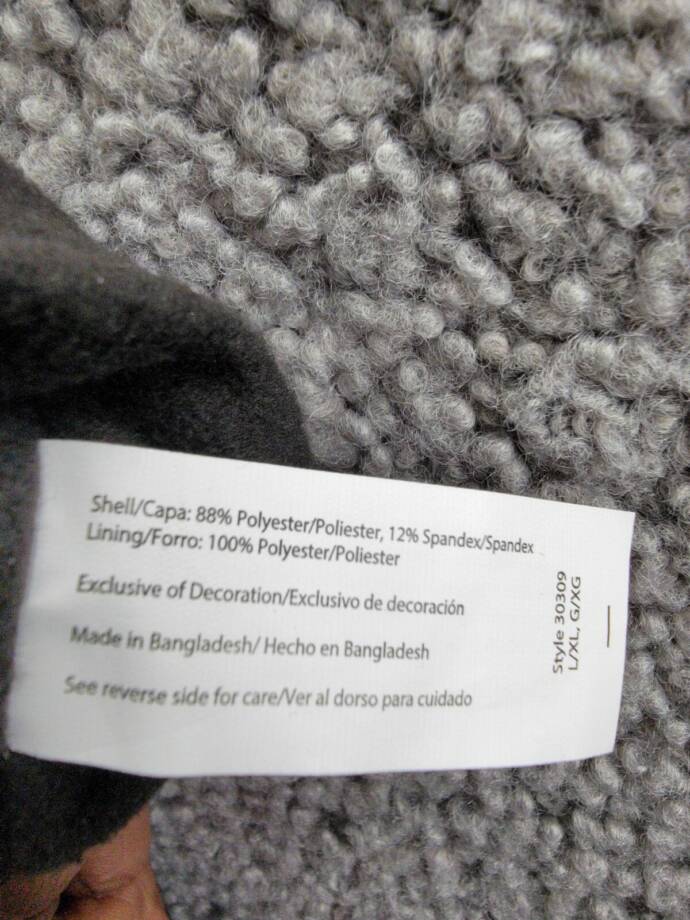 Shell/Capa: 88% Polyester/Poliester, 12% Spandex/Spandex
Lining/Forro: 100% Polyester/Poliester
Exclusive of Decoration/Exclusivo de decoración
Made in Bangladesh/ Hecho en Bangladesh
See reverse side for care/Ver al dorso para cuidado
Style 30309
L/XL, G/XG